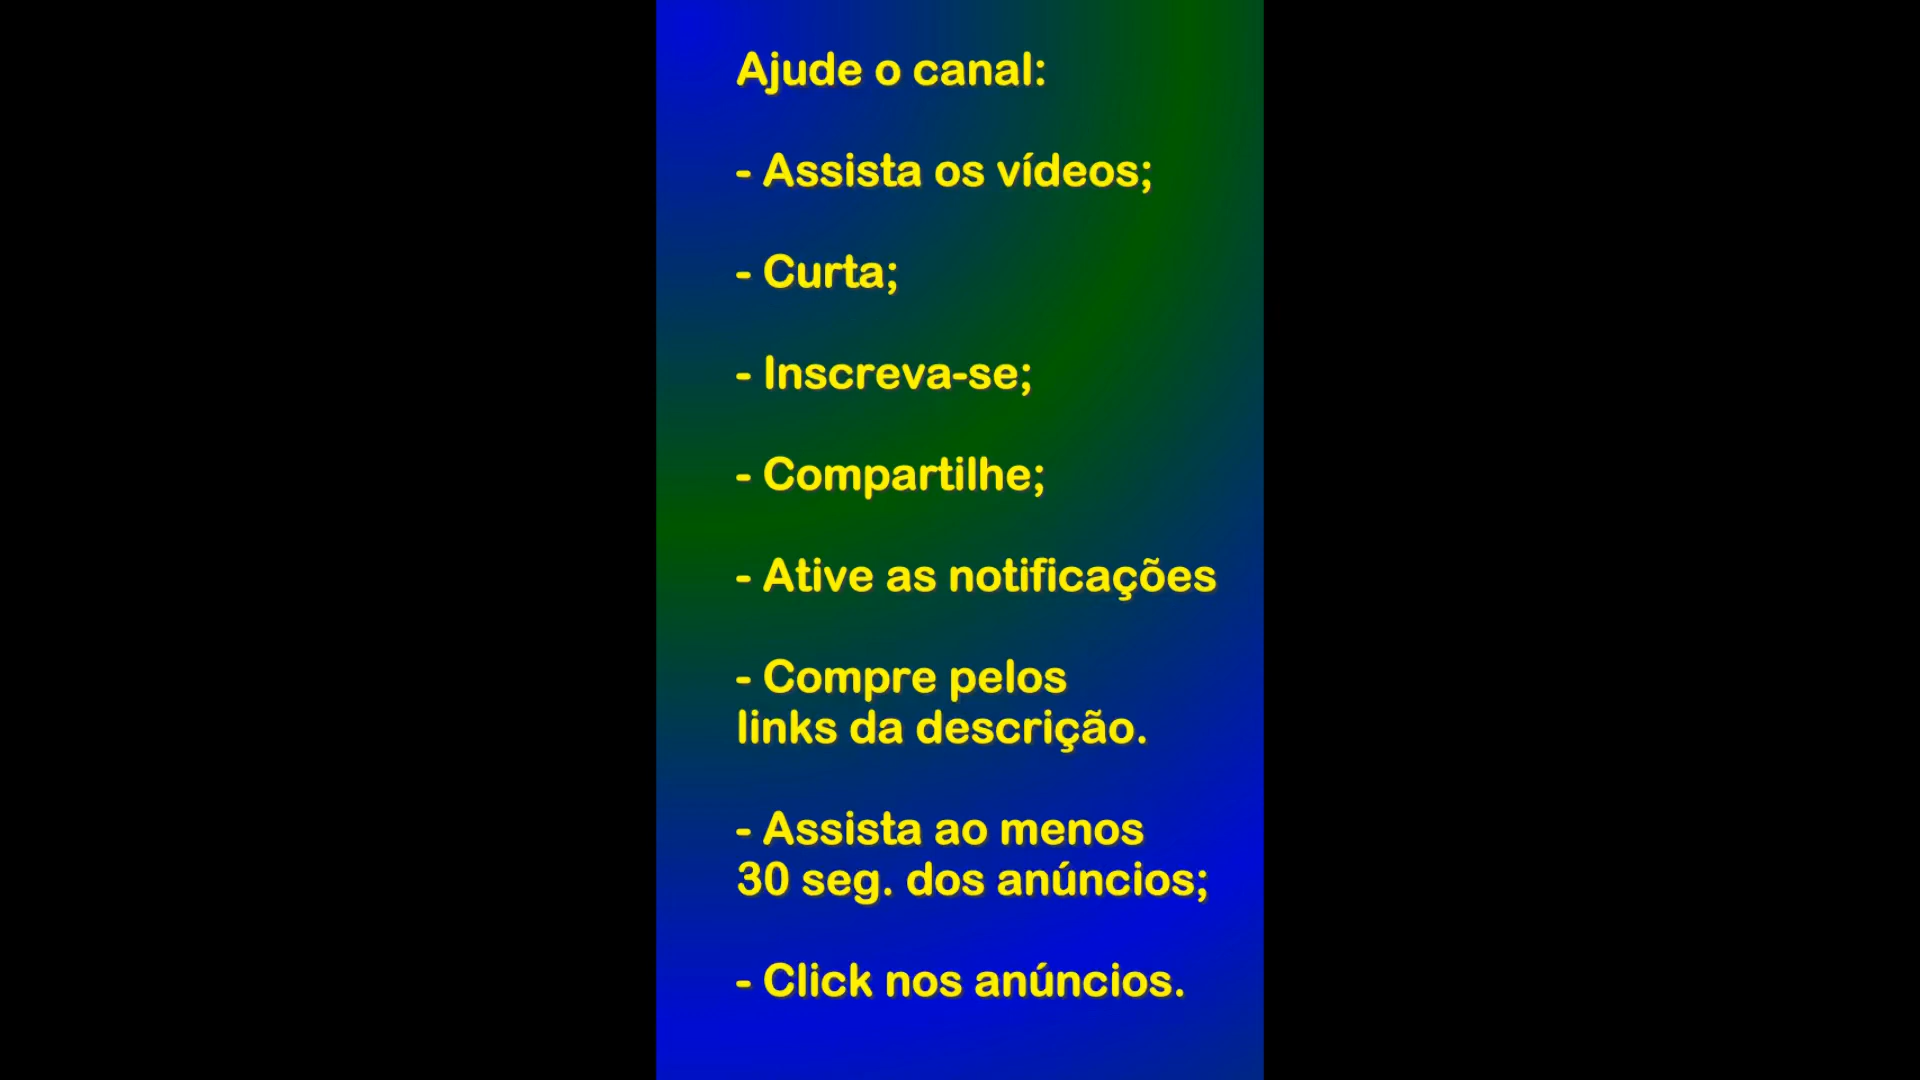 Ajude o canal:
- Assista os vídeos;
- Curta;
- Inscreva-se;
- Compartilhe;
- Ative as notificações
- Compre pelos
links da descrição.
- Assista ao menos
30 seg. dos anúncios;
- Click nos anúncios.